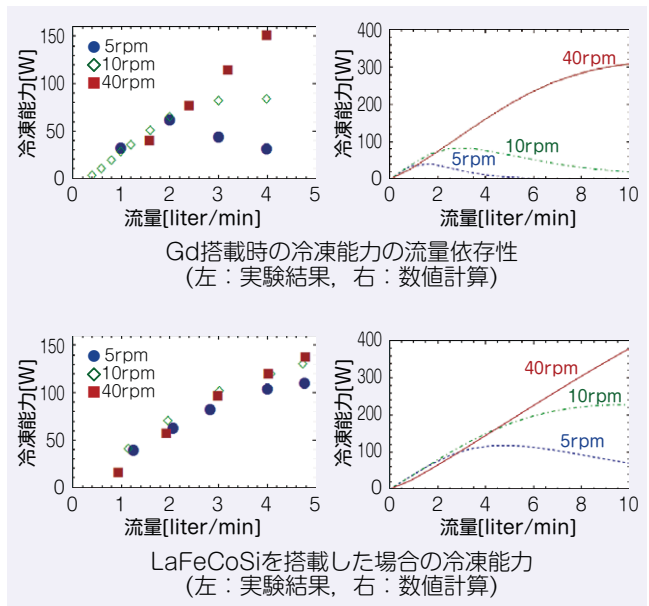 冷凍能力[W]
150
100
50
0
5rpm
10rpm
40rpm
0 1 2 3 4 5
流量[liter/min]
冷凍能力[W]
400
300
200
100
0
40rpm
10rpm
5rpm
0 2 4 6 8 10
流量[liter/min]
Gd搭載時の冷凍能力の流量依存性
(左：実験結果，右：数値計算)
冷凍能力[W]
150
100
50
0
5rpm
10rpm
40rpm
0 1 2 3 4 5
流量[liter/min]
冷凍能力[W]
400
300
200
100
0
40rpm
10rpm
5rpm
0 2 4 6 8 10
流量[liter/min]
LaFeCoSiを搭載した場合の冷凍能力
(左：実験結果，右：数値計算)